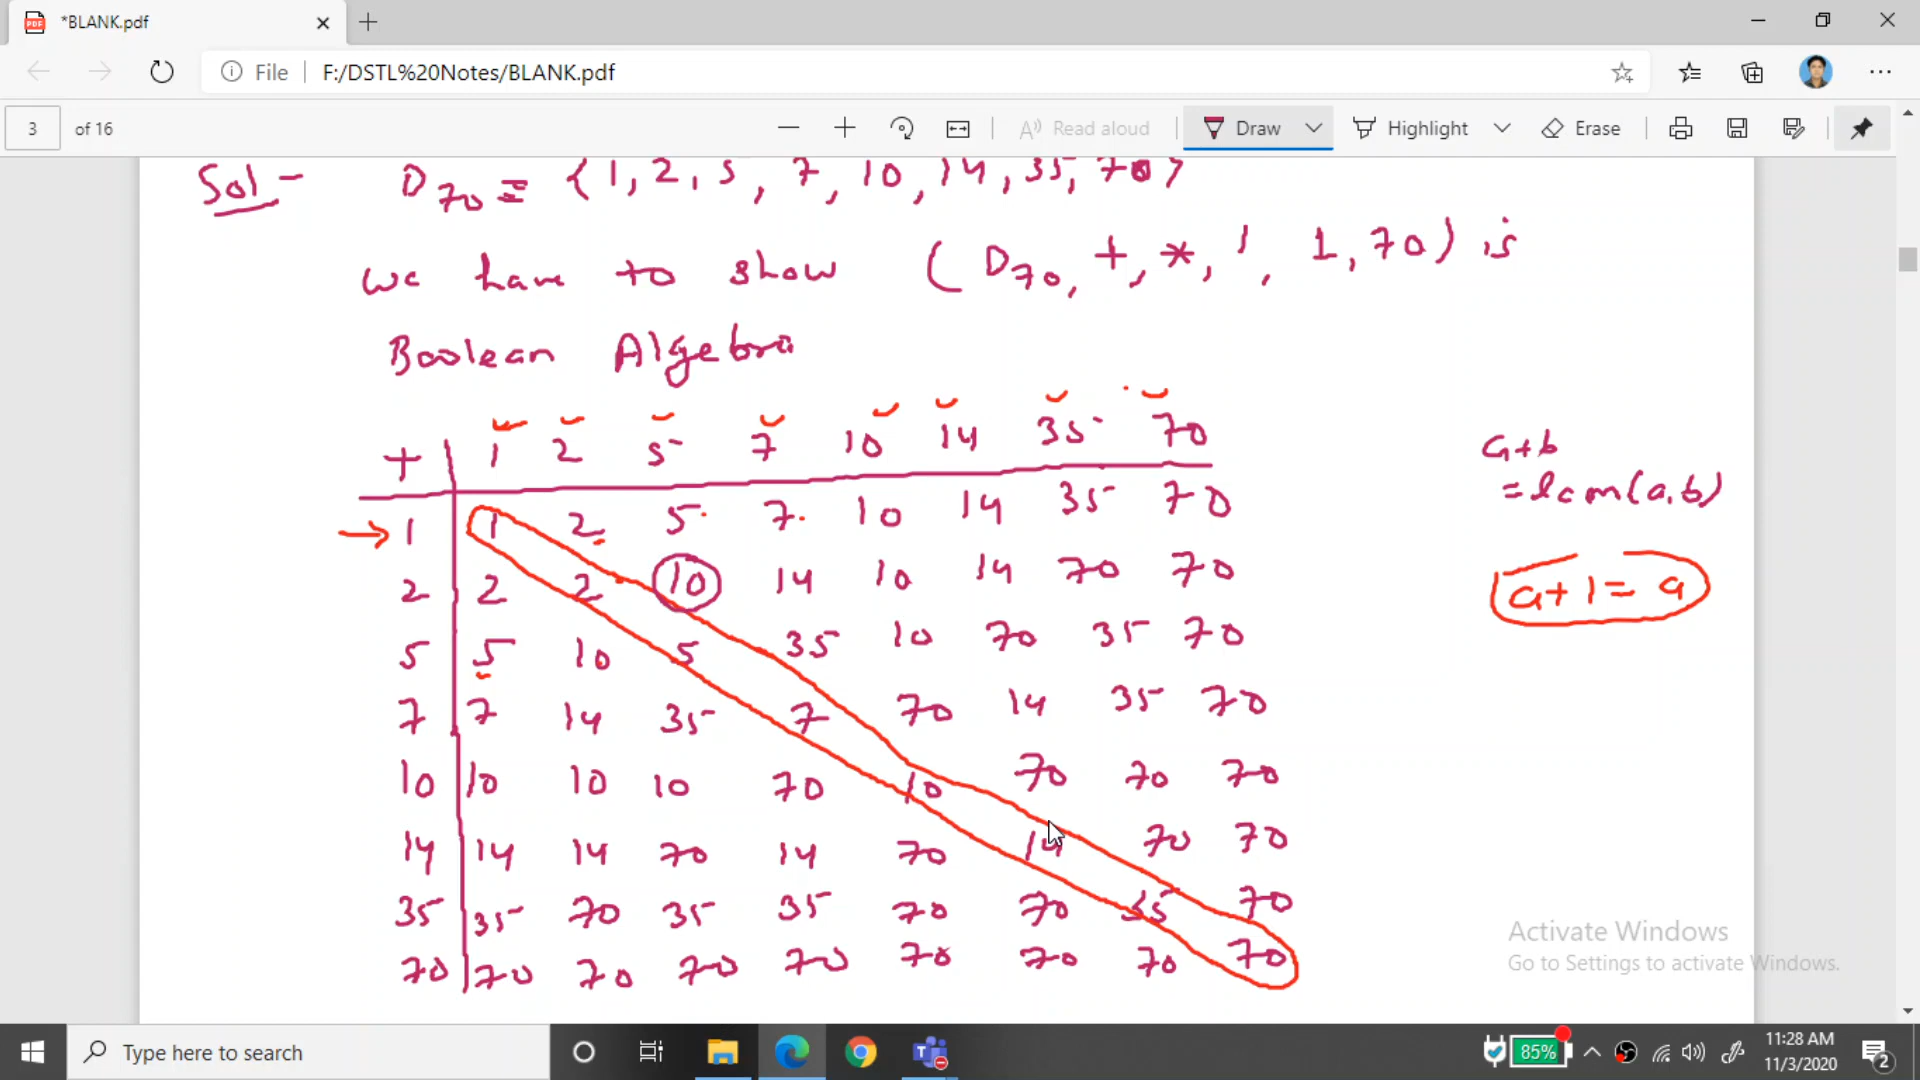 *BLANK.pdf
File F:/DSTL%20Notes/BLANK.pdf
3 of 16 Read aloud Draw Highlight Erase
Sol - D70 = {1, 2, 5, 7, 10, 14, 35, 70}
we have to show (D70, +, *, ', 1, 70) is
Boolean Algebra
+ 1 2 5 7 10 14 35 70
1 1 2 5 7 10 14 35 70
2 2 2 10 14 10 14 70 70
5 5 10 5 35 10 70 35 70
7 7 14 35 7 70 14 35 70
10 10 10 10 70 10 70 70 70
14 14 14 70 14 70 14 70 70
35 35 70 35 35 70 70 35 70
70 70 70 70 70 70 70 70 70
a+b
=lcm(a,b)
a+1=a
Activate Windows
Go to Settings to activate Windows.
Type here to search
85%
11:28 AM
11/3/2020
2